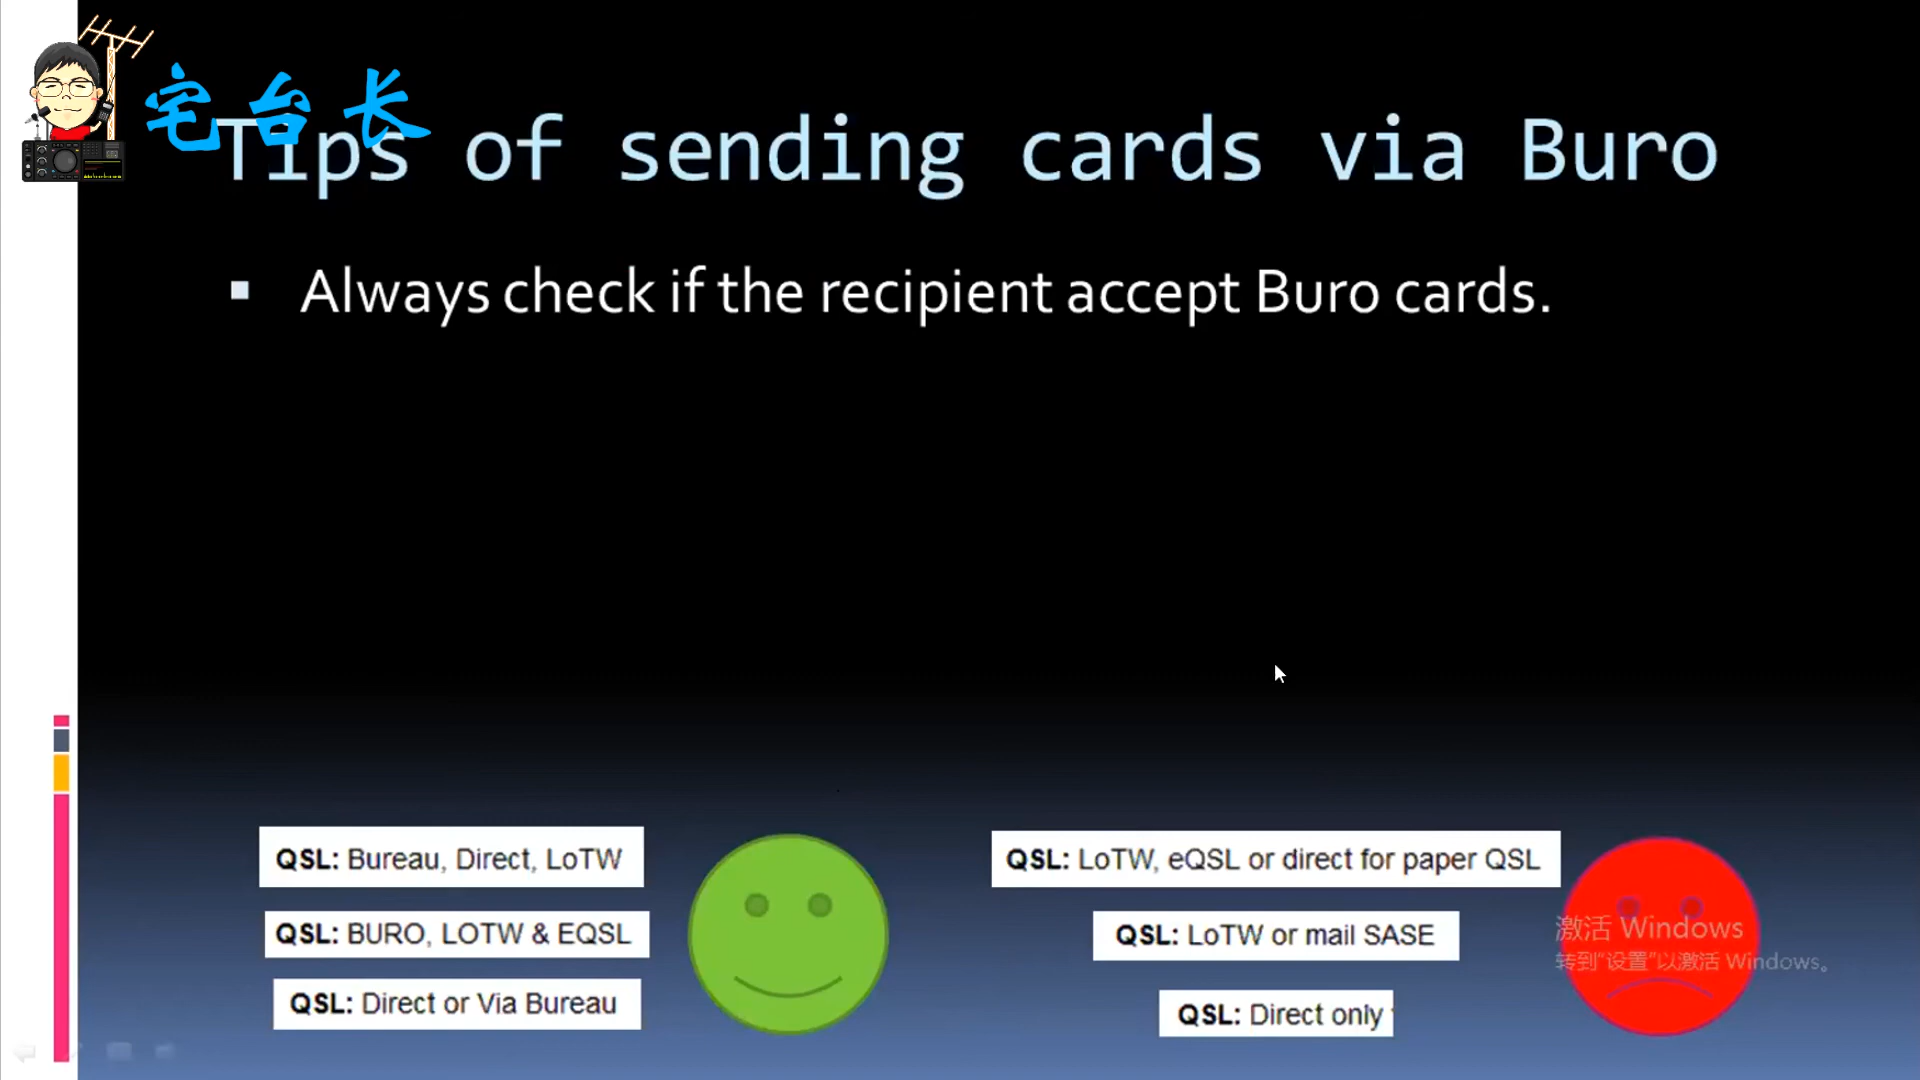 宅台长
Tips of sending cards via Buro
Always check if the recipient accept Buro cards.
QSL: Bureau, Direct, LoTW
QSL: BURO, LOTW & EQSL
QSL: Direct or Via Bureau
QSL: LoTW, eQSL or direct for paper QSL
QSL: LoTW or mail SASE
QSL: Direct only
激活 Windows
转到“设置”以激活 Windows。